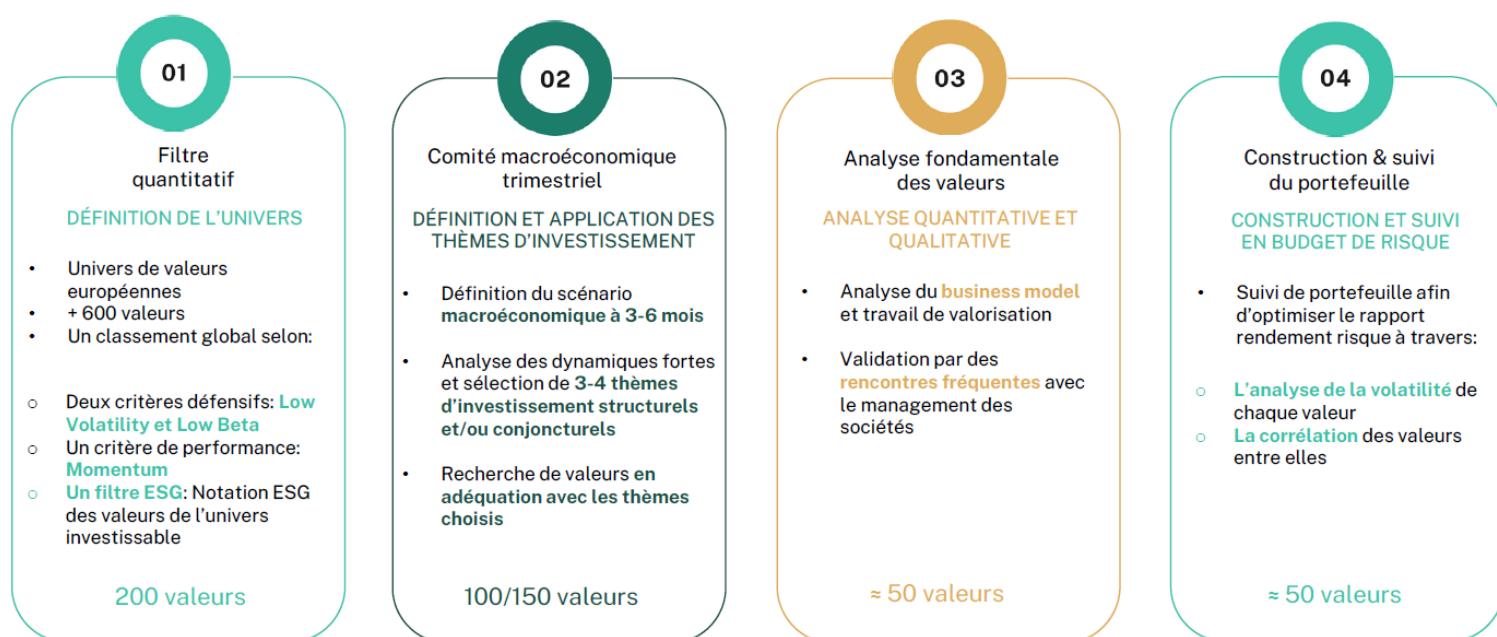 01
Filtre
quantitatif
DÉFINITION DE L'UNIVERS
• Univers de valeurs
européennes
• + 600 valeurs
• Un classement global selon:
o Deux critères défensifs: Low
Volatility et Low Beta
o Un critère de performance:
Momentum
o Un filtre ESG: Notation ESG
des valeurs de l'univers
investissable
200 valeurs
02
Comité macroéconomique
trimestriel
DÉFINITION ET APPLICATION DES
THÈMES D'INVESTISSEMENT
• Définition du scénario
macroéconomique à 3-6 mois
• Analyse des dynamiques fortes
et sélection de 3-4 thèmes
d'investissement structurels
et/ou conjoncturels
• Recherche de valeurs en
adéquation avec les thèmes
choisis
100/150 valeurs
03
Analyse fondamentale
des valeurs
ANALYSE QUANTITATIVE ET
QUALITATIVE
• Analyse du business model
et travail de valorisation
• Validation par des
rencontres fréquentes avec
le management des
sociétés
≈ 50 valeurs
04
Construction & suivi
du portefeuille
CONSTRUCTION ET SUIVI
EN BUDGET DE RISQUE
• Suivi de portefeuille afin
d'optimiser le rapport
rendement risque à travers:
o L'analyse de la volatilité de
chaque valeur
o La corrélation des valeurs
entre elles
≈ 50 valeurs